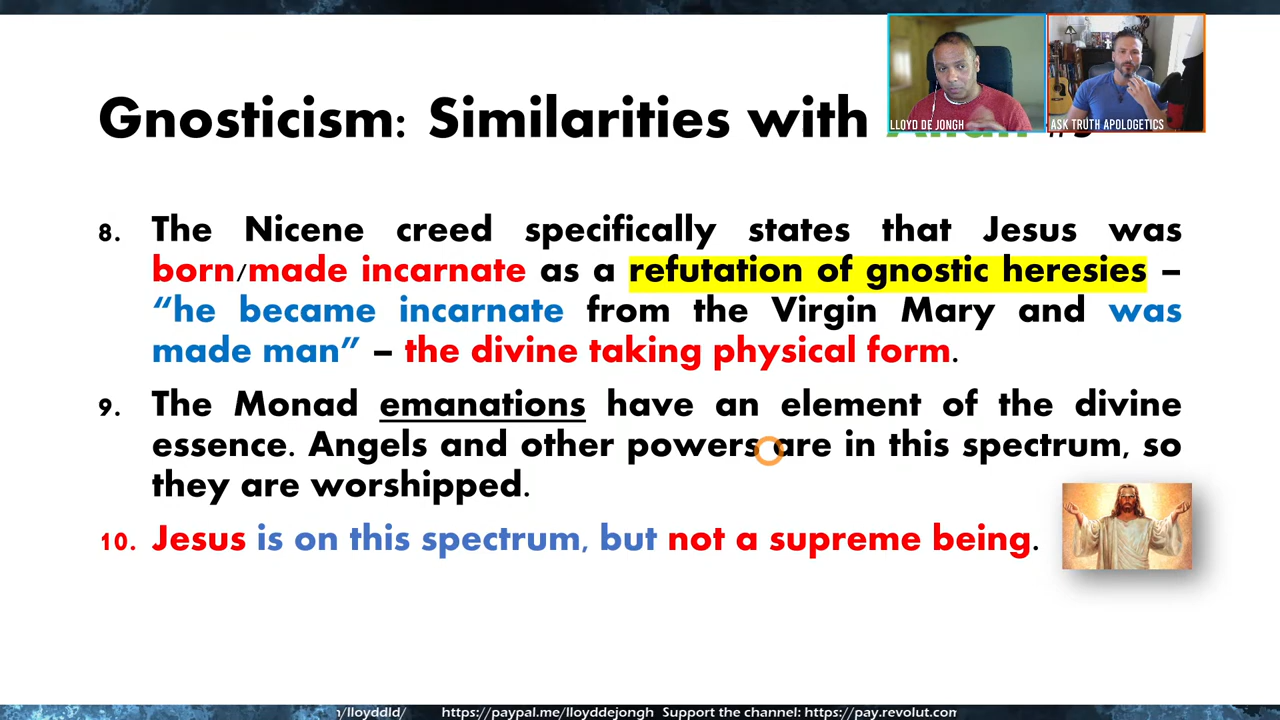 Gnosticism: Similarities with
LLOYD DE JONGH
ASK TRUTH APOLOGETICS
8. The Nicene creed specifically states that Jesus was
born/made incarnate as a refutation of gnostic heresies –
“he became incarnate from the Virgin Mary and was
made man” – the divine taking physical form.
9. The Monad emanations have an element of the divine
essence. Angels and other powers are in this spectrum, so
they are worshipped.
10. Jesus is on this spectrum, but not a supreme being.
/lloyddld/ https://paypal.me/lloyddejongh Support the channel: https://pay.revolut.com